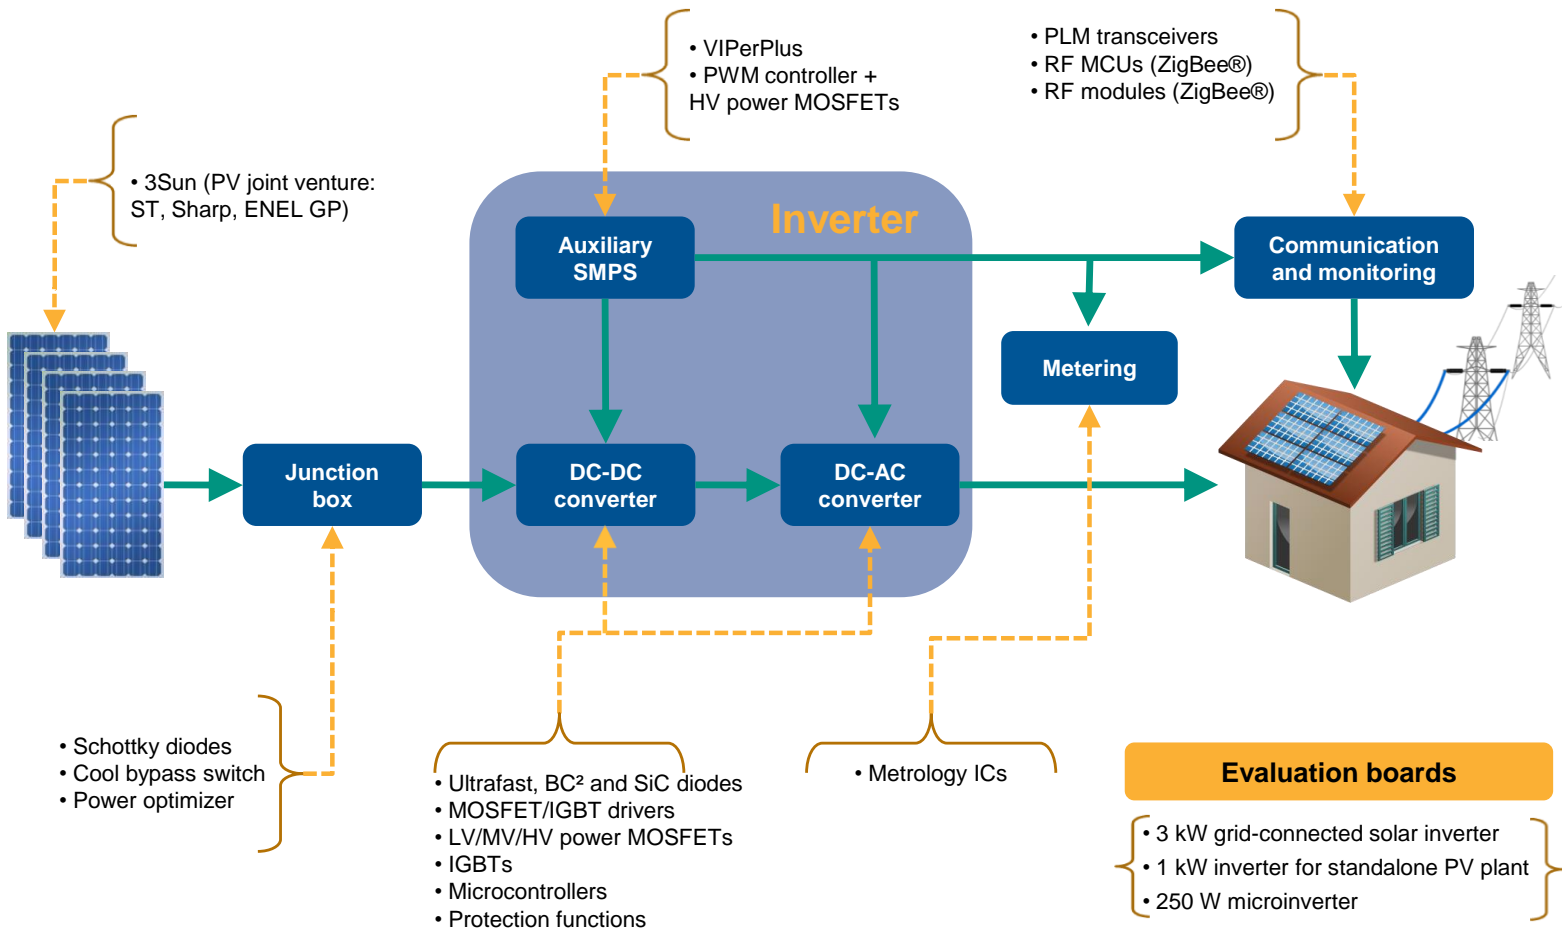 • VIPerPlus
• PWM controller +
HV power MOSFETs
• PLM transceivers
• RF MCUs (ZigBee®)
• RF modules (ZigBee®)
• 3Sun (PV joint venture:
ST, Sharp, ENEL GP)
Inverter
Auxiliary
SMPS
Communication
and monitoring
Metering
Junction
box
DC-DC
converter
DC-AC
converter
• Schottky diodes
• Cool bypass switch
• Power optimizer
• Ultrafast, BC² and SiC diodes
• MOSFET/IGBT drivers
• LV/MV/HV power MOSFETs
• IGBTs
• Microcontrollers
• Protection functions
• Metrology ICs
Evaluation boards
• 3 kW grid-connected solar inverter
• 1 kW inverter for standalone PV plant
• 250 W microinverter